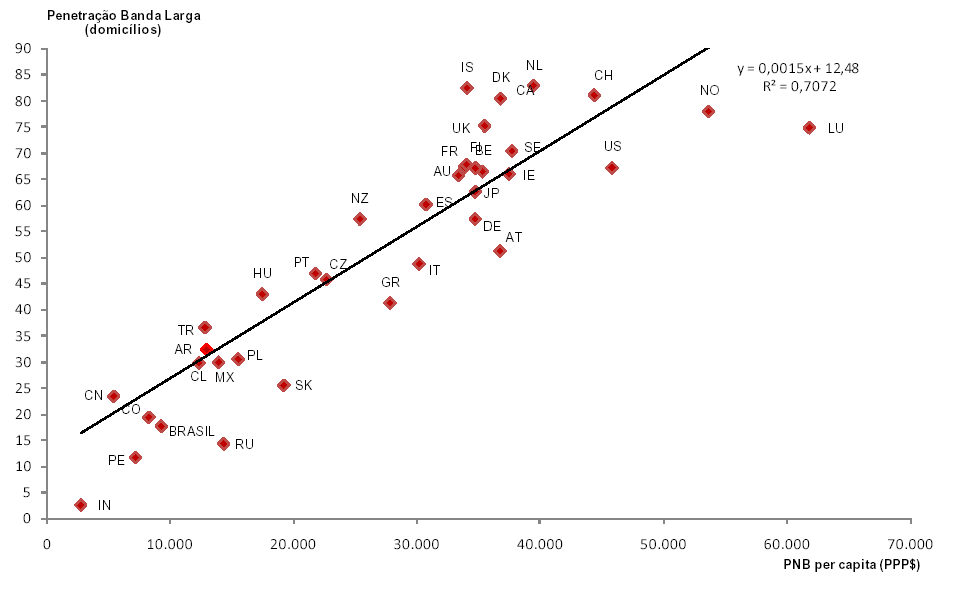 Penetração Banda Larga
(domicílios)
90
y = 0,0015x + 12,48
R² = 0,7072
85
80
75
70
65
60
55
50
45
40
35
30
25
20
15
10
5
0
IS
NL
DK
CA
CH
NO
LU
UK
FR
FI
BE
SE
US
AU
IE
JP
NZ
ES
DE
AT
PT
CZ
IT
HU
GR
TR
AR
CL
MX
PL
SK
CN
CO
BRASIL
RU
PE
IN
0
10.000
20.000
30.000
40.000
50.000
60.000
70.000
PNB per capita (PPP$)